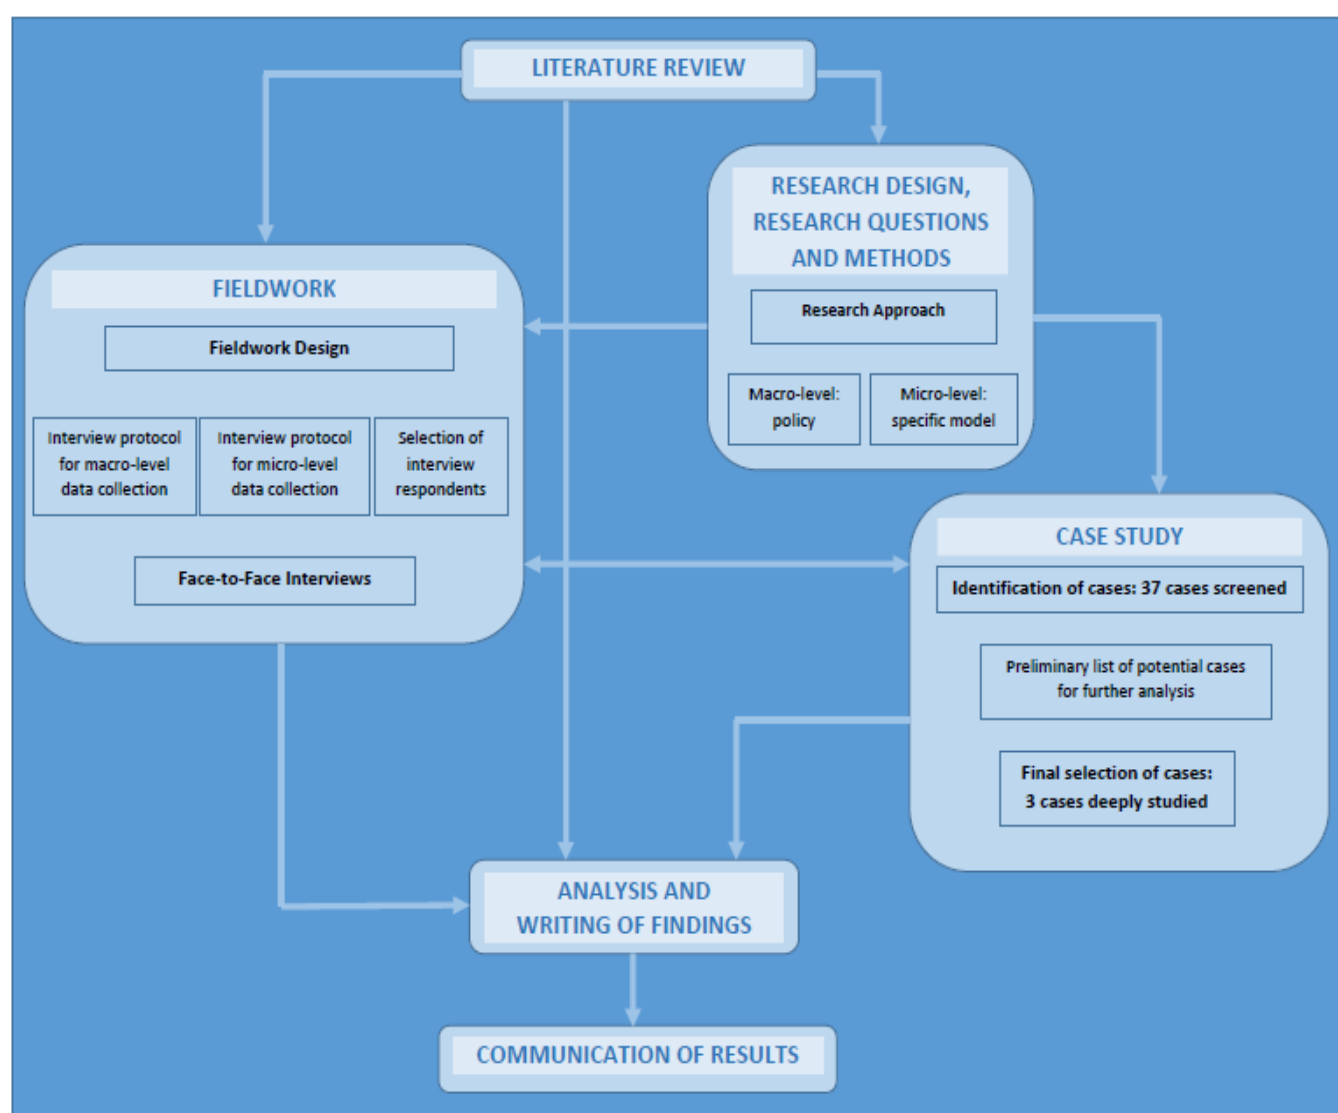 LITERATURE REVIEW
RESEARCH DESIGN,
RESEARCH QUESTIONS
AND METHODS
Research Approach
Macro-level:
policy
Micro-level:
specific model
FIELDWORK
Fieldwork Design
Interview protocol
for macro-level
data collection
Interview protocol
for micro-level
data collection
Selection of
interview
respondents
Face-to-Face Interviews
CASE STUDY
Identification of cases: 37 cases screened
Preliminary list of potential cases
for further analysis
Final selection of cases:
3 cases deeply studied
ANALYSIS AND
WRITING OF FINDINGS
COMMUNICATION OF RESULTS